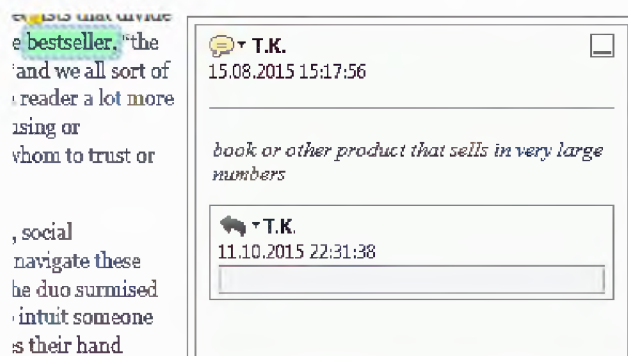 that divide
e bestseller, “the
and we all sort of
reader a lot more
using or
whom to trust or
, social
navigate these
he duo surmised
intuit someone
s their hand
T.K.
15.08.2015 15:17:56
book or other product that sells in very large
numbers
T.K.
11.10.2015 22:31:38